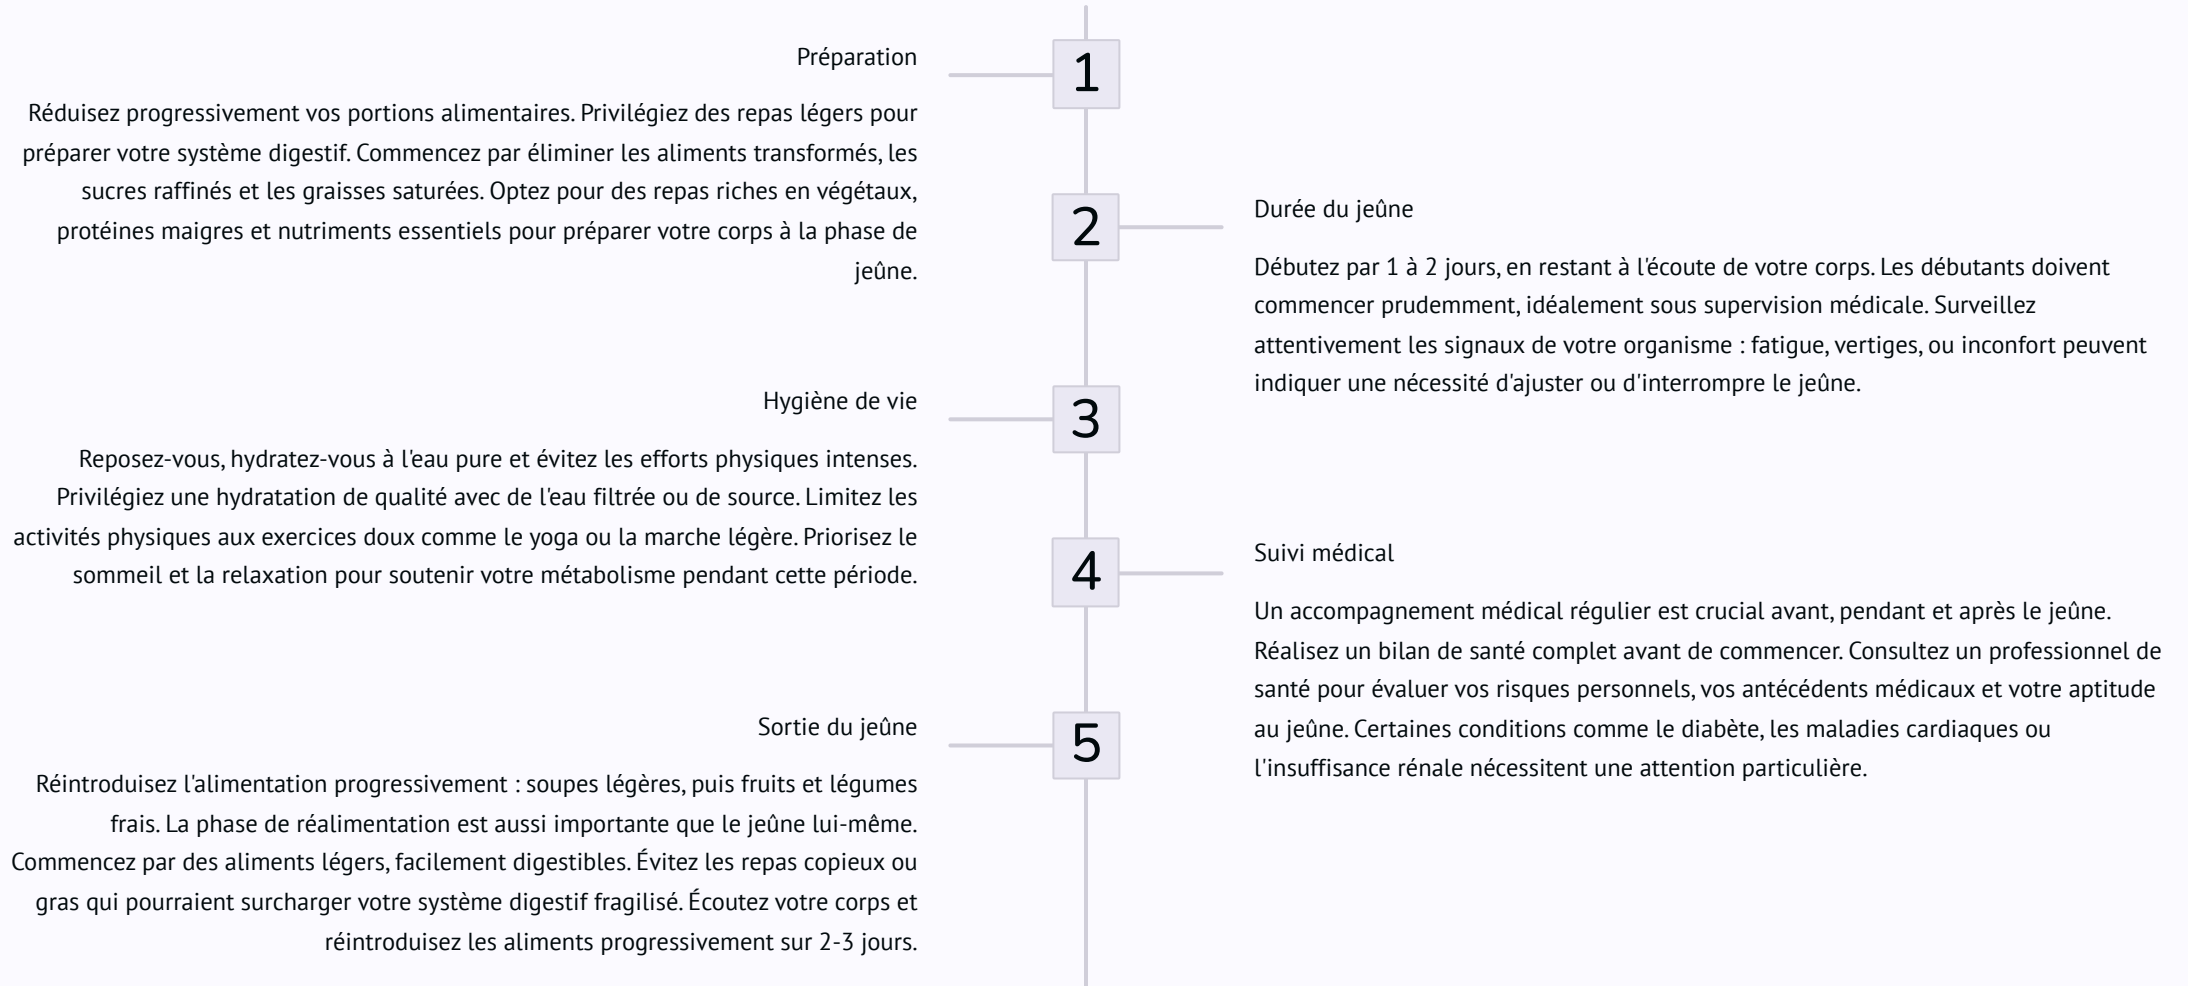 1
Préparation
Réduisez progressivement vos portions alimentaires. Privilégiez des repas légers pour
préparer votre système digestif. Commencez par éliminer les aliments transformés, les
sucres raffinés et les graisses saturées. Optez pour des repas riches en végétaux,
protéines maigres et nutriments essentiels pour préparer votre corps à la phase de
jeûne.
2
Durée du jeûne
Débutez par 1 à 2 jours, en restant à l'écoute de votre corps. Les débutants doivent
commencer prudemment, idéalement sous supervision médicale. Surveillez
attentivement les signaux de votre organisme : fatigue, vertiges, ou inconfort peuvent
indiquer une nécessité d'ajuster ou d'interrompre le jeûne.
3
Hygiène de vie
Reposez-vous, hydratez-vous à l'eau pure et évitez les efforts physiques intenses.
Privilégiez une hydratation de qualité avec de l'eau filtrée ou de source. Limitez les
activités physiques aux exercices doux comme le yoga ou la marche légère. Priorisez le
sommeil et la relaxation pour soutenir votre métabolisme pendant cette période.
4
Suivi médical
Un accompagnement médical régulier est crucial avant, pendant et après le jeûne.
Réalisez un bilan de santé complet avant de commencer. Consultez un professionnel de
santé pour évaluer vos risques personnels, vos antécédents médicaux et votre aptitude
au jeûne. Certaines conditions comme le diabète, les maladies cardiaques ou
l'insuffisance rénale nécessitent une attention particulière.
5
Sortie du jeûne
Réintroduisez l'alimentation progressivement : soupes légères, puis fruits et légumes
frais. La phase de réalimentation est aussi importante que le jeûne lui-même.
Commencez par des aliments légers, facilement digestibles. Évitez les repas copieux ou
gras qui pourraient surcharger votre système digestif fragilisé. Écoutez votre corps et
réintroduisez les aliments progressivement sur 2-3 jours.